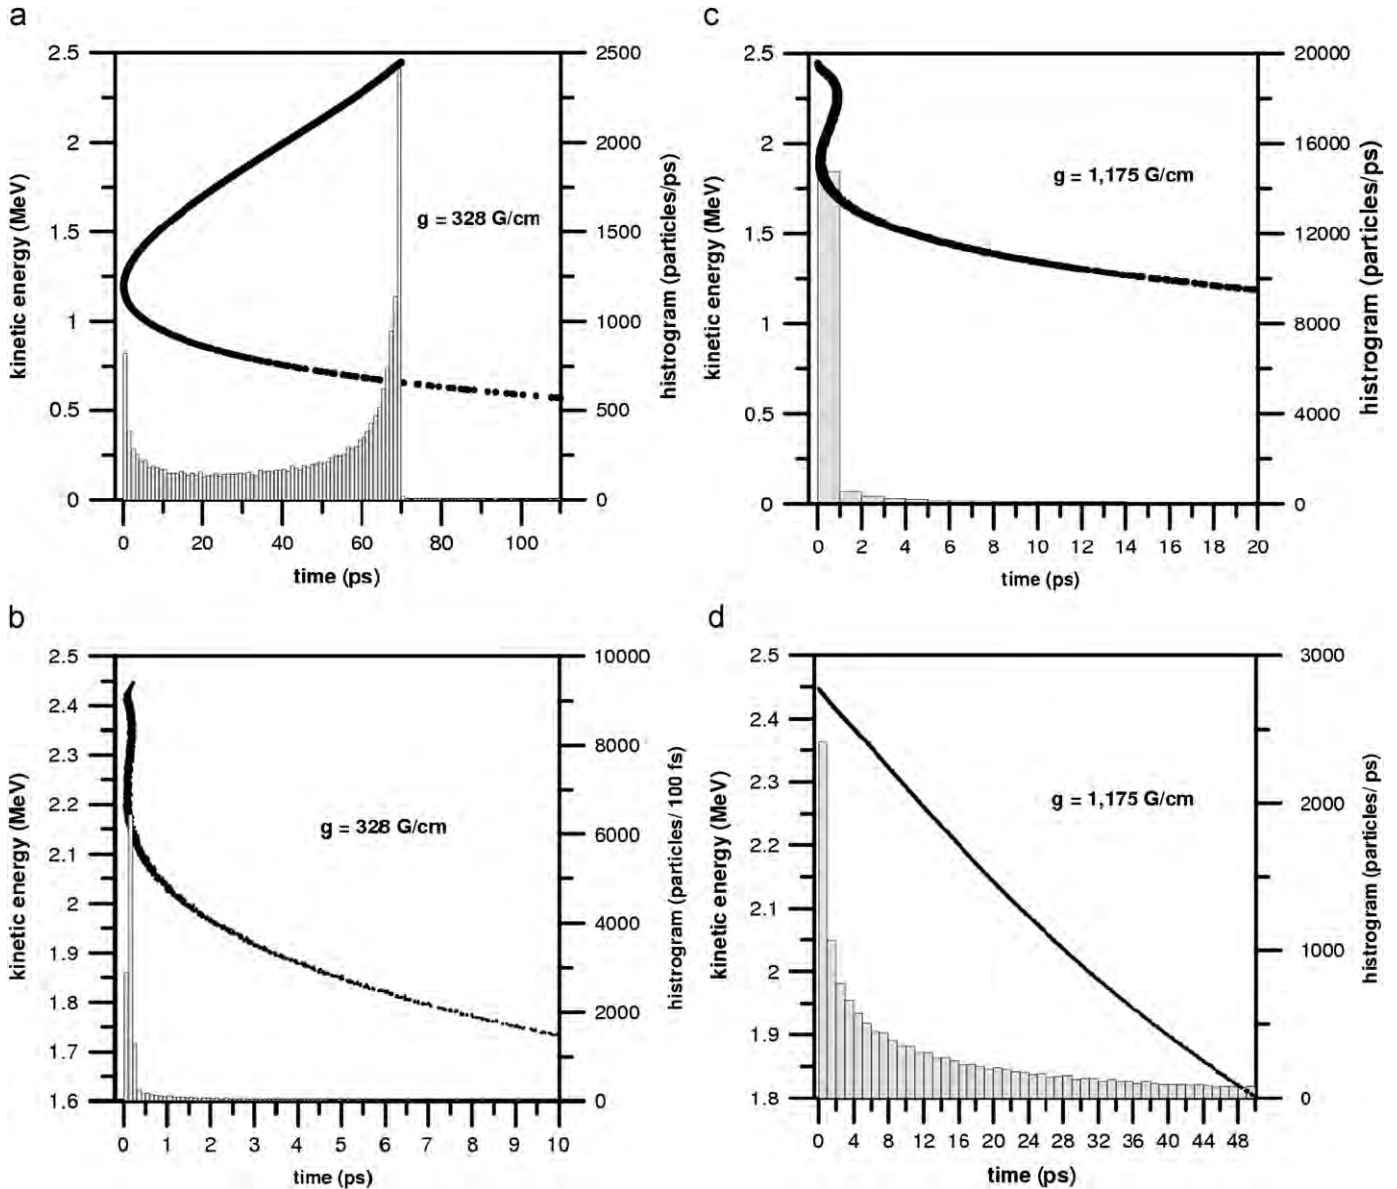 a
2.5
2
1.5
1
0.5
0
kinetic energy (MeV)
2500
2000
1500
1000
500
0
histrogram (particles/ps)
g = 328 G/cm
0 20 40 60 80 100
time (ps)
c
2.5
2
1.5
1
0.5
0
kinetic energy (MeV)
20000
16000
12000
8000
4000
0
histrogram (particles/ps)
g = 1,175 G/cm
0 2 4 6 8 10 12 14 16 18 20
time (ps)
b
2.5
2.4
2.3
2.2
2.1
2
1.9
1.8
1.7
1.6
kinetic energy (MeV)
10000
8000
6000
4000
2000
0
histrogram (particles/ 100 fs)
g = 328 G/cm
0 1 2 3 4 5 6 7 8 9 10
time (ps)
d
2.5
2.4
2.3
2.2
2.1
2
1.9
1.8
kinetic energy (MeV)
3000
2000
1000
0
histrogram (particles/ ps)
g = 1,175 G/cm
0 4 8 12 16 20 24 28 32 36 40 44 48
time (ps)